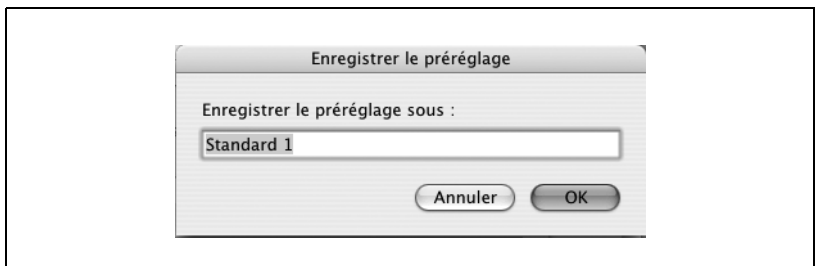 Enregistrer le préréglage
Enregistrer le préréglage sous :
Standard 1
Annuler
OK